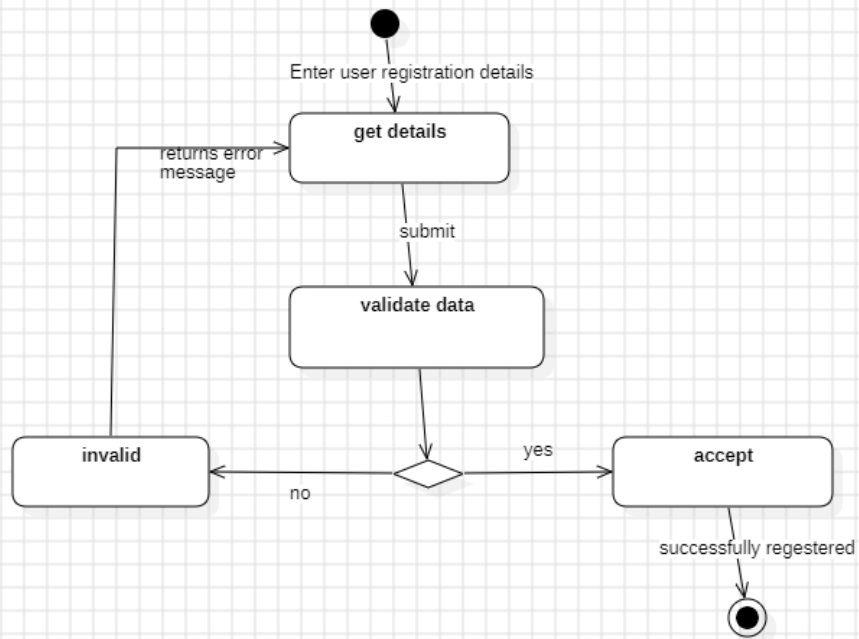 Enter user registration details
get details
returns error
message
submit
validate data
invalid
yes
accept
no
successfully regestered